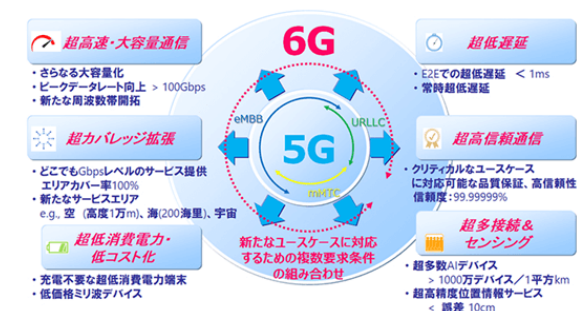 超高速・大容量通信
・さらなる大容量化
・ピークデータレート向上 > 100Gbps
・新たな周波数帯開拓
超カバレッジ拡張
・どこでもGbpsレベルのサービス提供
エリアカバー率100%
・新たなサービスエリア
e.g., 空 (高度1万m)、海(200海里)、宇宙
超低消費電力・
低コスト化
・充電不要な超低消費電力端末
・低価格ミリ波デバイス
6G
eMBB
URLLC
5G
mMTC
新たなユースケースに対応
するための複数要求条件
の組み合わせ
超低遅延
・E2Eでの超低遅延 < 1ms
・常時超低遅延
超高信頼通信
・クリティカルなユースケース
に対応可能な品質保証、高信頼性
信頼度:99.99999%
超多接続&
センシング
・超多数AIデバイス
> 1000万デバイス/1平方km
・超高精度位置情報サービス
< 誤差 10cm